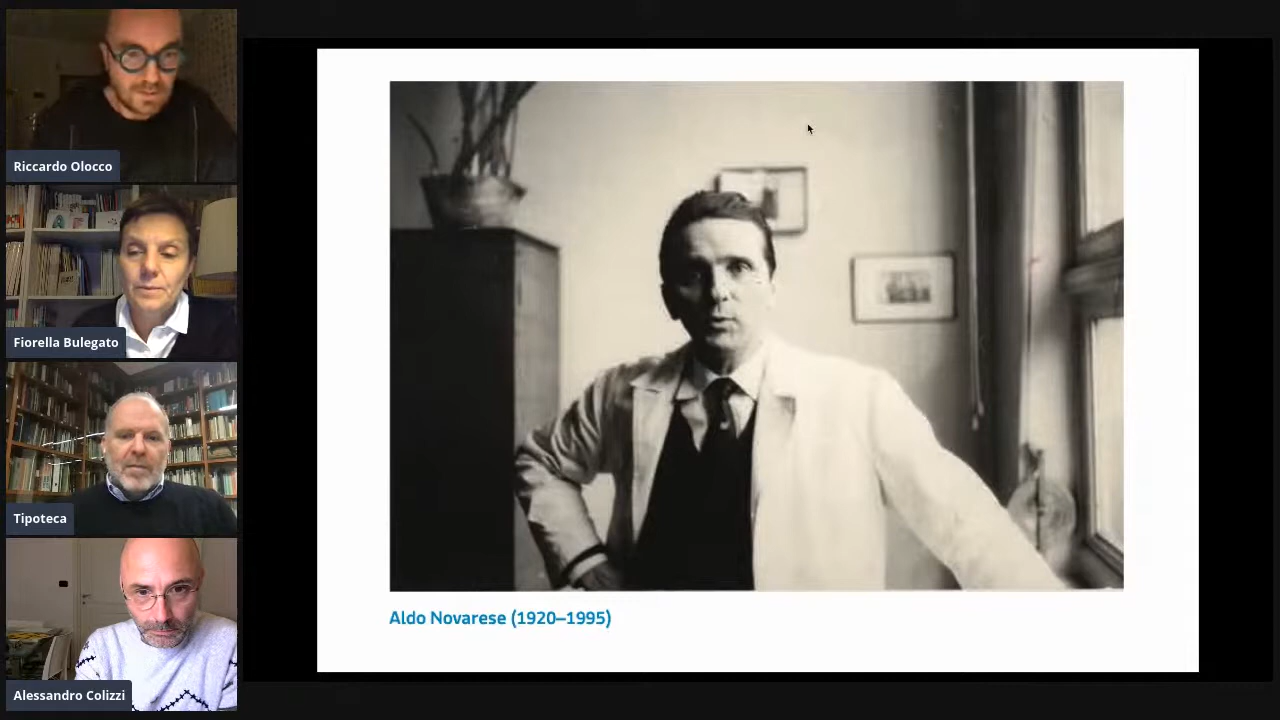 Riccardo Olocco
Fiorella Bulegato
Tipoteca
Alessandro Colizzi
Aldo Novarese (1920–1995)